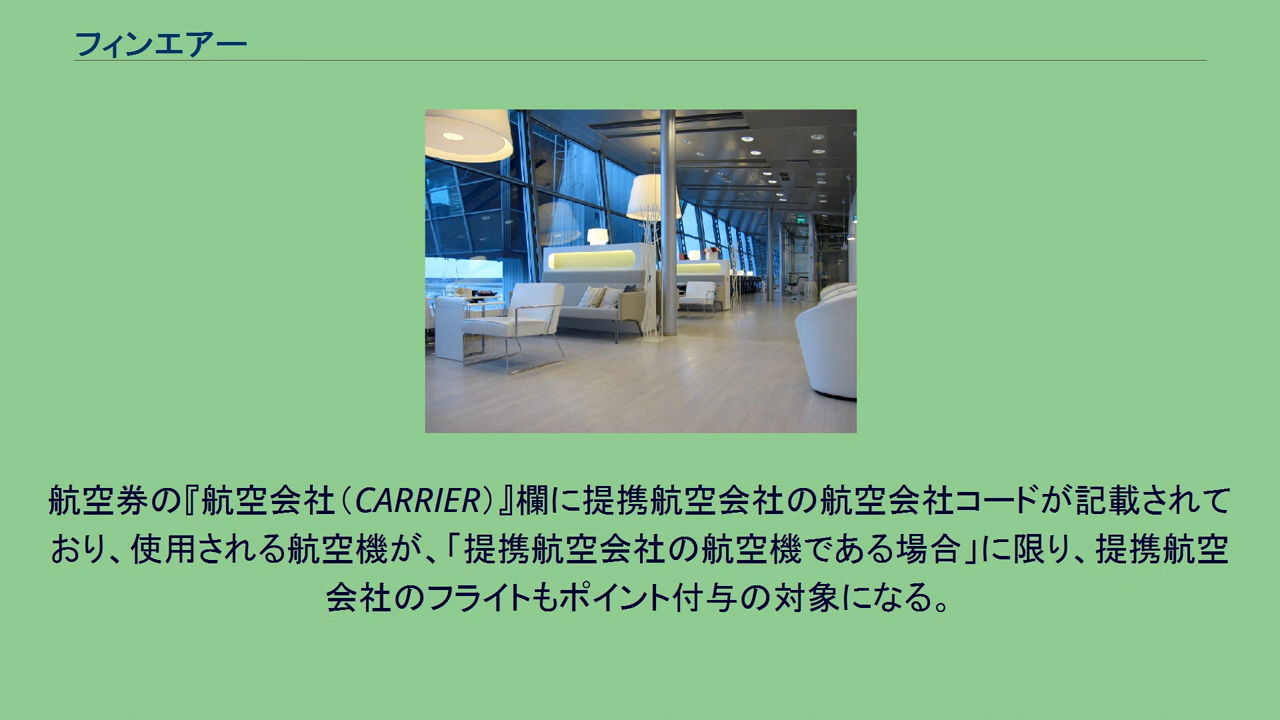 フィンエアー
航空券の『航空会社（CARRIER）』欄に提携航空会社の航空会社コードが記載されて
おり、使用される航空機が、「提携航空会社の航空機である場合」に限り、提携航空
会社のフライトもポイント付与の対象になる。